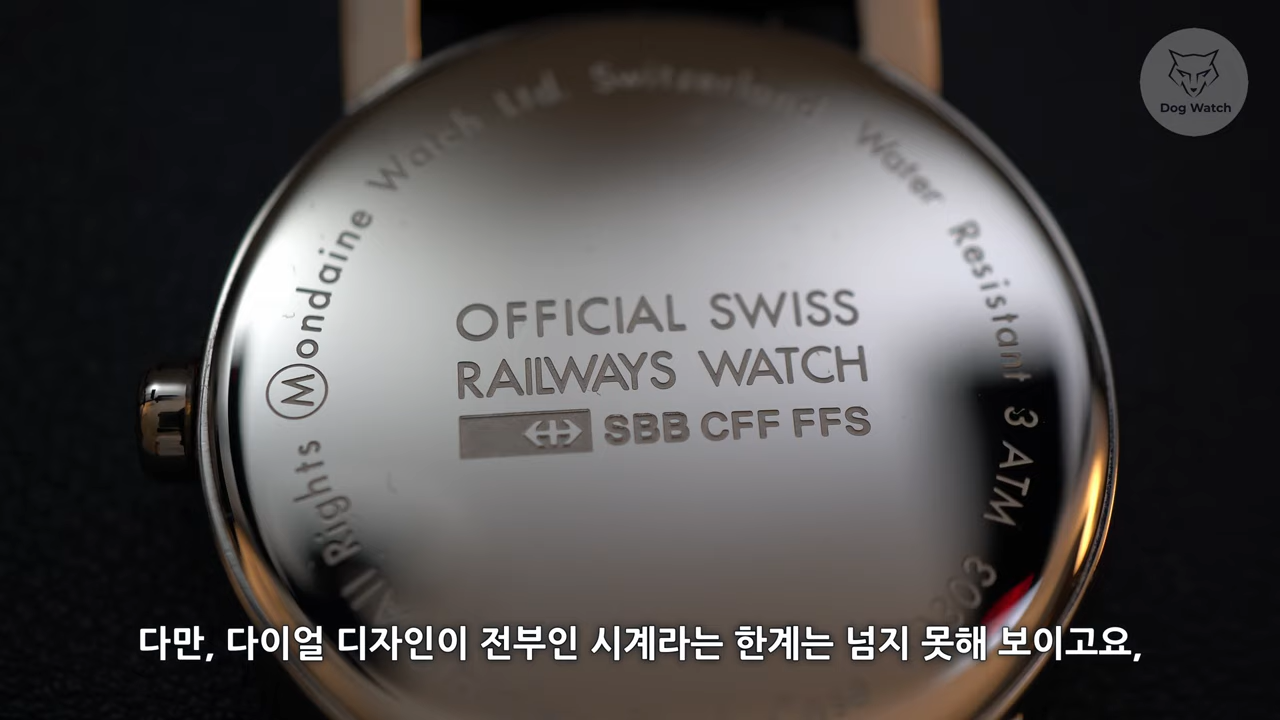 Dog Watch
Mondaine Watch Ltd. Switzerland
Water Resistant 3 ATM
OFFICIAL SWISS
RAILWAYS WATCH
SBB CFF FFS
All Rights
다만, 다이얼 디자인이 전부인 시계라는 한계는 넘지 못해 보이고요,